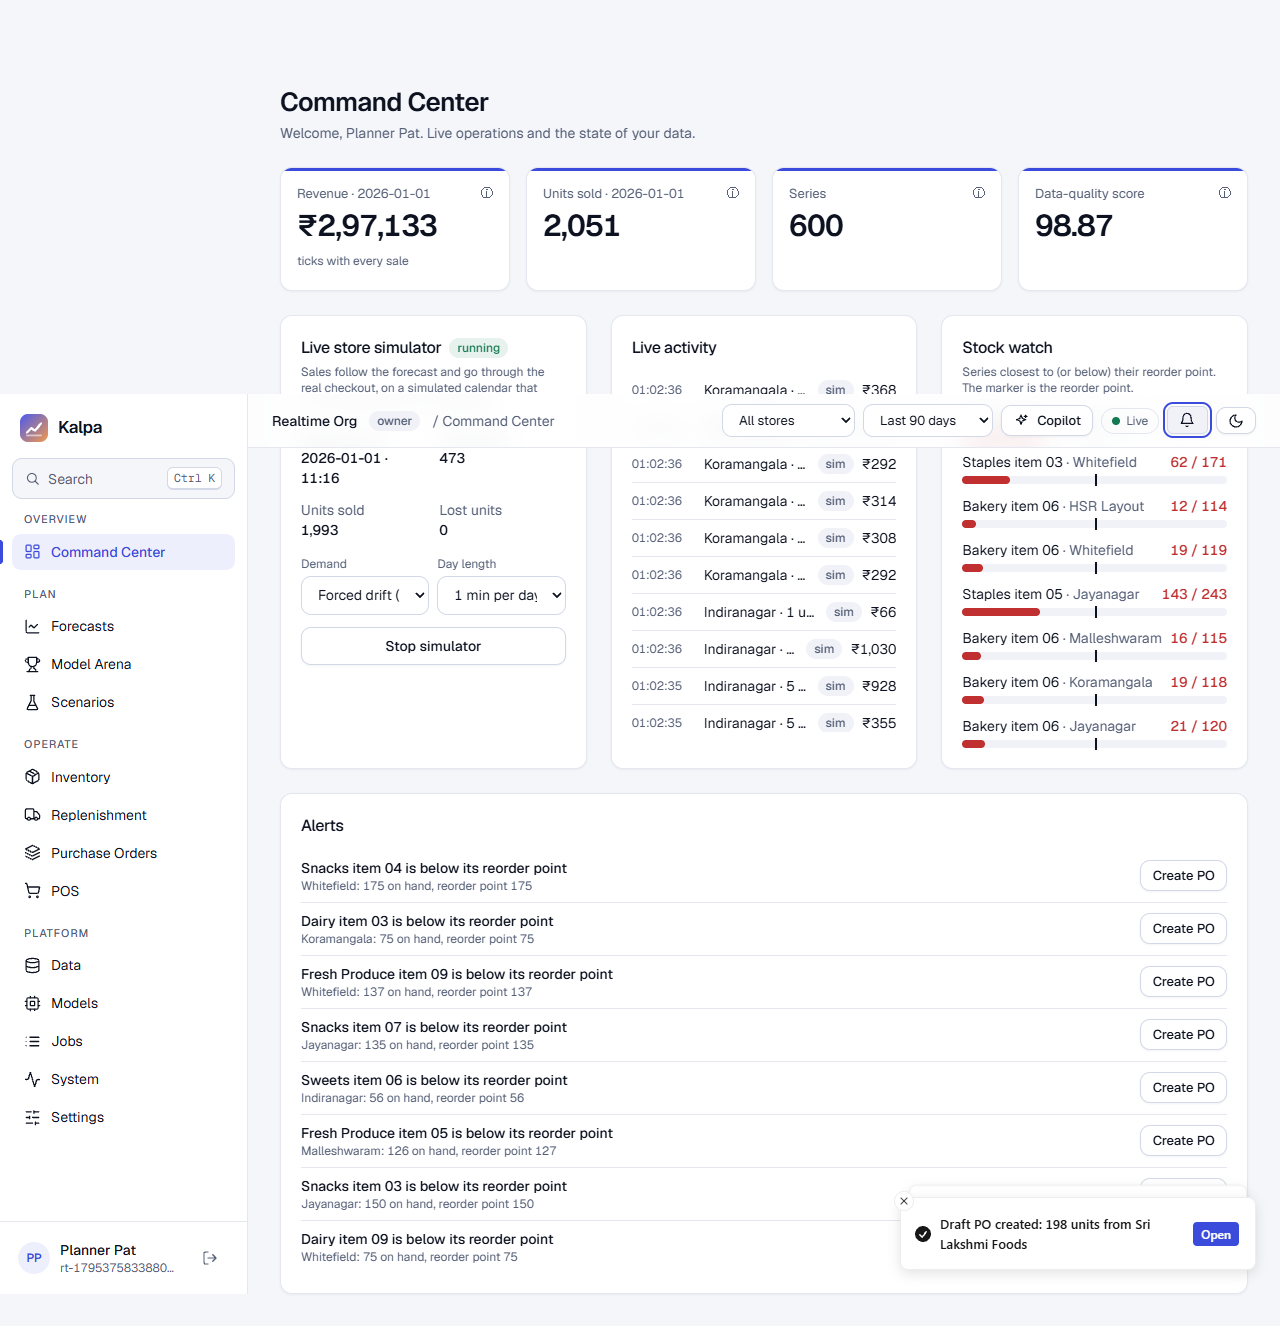 Command Center
Welcome, Planner Pat. Live operations and the state of your data.
Revenue · 2026-01-01
₹2,97,133
ticks with every sale
Units sold · 2026-01-01
2,051
Series
600
Data-quality score
98.87
Live store simulator running
Sales follow the forecast and go through the
real checkout, on a simulated calendar that
2026-01-01 ·
11:16
473
Units sold
1,993
Lost units
0
Demand
Forced drift (
Day length
1 min per day
Stop simulator
Live activity
01:02:36 Koramangala · … sim ₹368
01:02:36 Koramangala · … sim ₹292
01:02:36 Koramangala · … sim ₹314
01:02:36 Koramangala · … sim ₹308
01:02:36 Koramangala · … sim ₹292
01:02:36 Indiranagar · 1 u… sim ₹66
01:02:36 Indiranagar · … sim ₹1,030
01:02:35 Indiranagar · 5 … sim ₹928
01:02:35 Indiranagar · 5 … sim ₹355
Stock watch
Series closest to (or below) their reorder point.
The marker is the reorder point.
Staples item 03 · Whitefield 62 / 171
Bakery item 06 · HSR Layout 12 / 114
Bakery item 06 · Whitefield 19 / 119
Staples item 05 · Jayanagar 143 / 243
Bakery item 06 · Malleshwaram 16 / 115
Bakery item 06 · Koramangala 19 / 118
Bakery item 06 · Jayanagar 21 / 120
Kalpa
Realtime Org owner / Command Center
All stores
Last 90 days
Copilot
Live
Search Ctrl K
OVERVIEW
Command Center
PLAN
Forecasts
Model Arena
Scenarios
OPERATE
Inventory
Replenishment
Purchase Orders
POS
PLATFORM
Data
Models
Jobs
System
Settings
PP
Planner Pat
rt-1795375833880…
Alerts
Snacks item 04 is below its reorder point
Whitefield: 175 on hand, reorder point 175
Create PO
Dairy item 03 is below its reorder point
Koramangala: 75 on hand, reorder point 75
Create PO
Fresh Produce item 09 is below its reorder point
Whitefield: 137 on hand, reorder point 137
Create PO
Snacks item 07 is below its reorder point
Jayanagar: 135 on hand, reorder point 135
Create PO
Sweets item 06 is below its reorder point
Indiranagar: 56 on hand, reorder point 56
Create PO
Fresh Produce item 05 is below its reorder point
Malleshwaram: 126 on hand, reorder point 127
Create PO
Snacks item 03 is below its reorder point
Jayanagar: 150 on hand, reorder point 150
Dairy item 09 is below its reorder point
Whitefield: 75 on hand, reorder point 75
Draft PO created: 198 units from Sri
Lakshmi Foods
Open